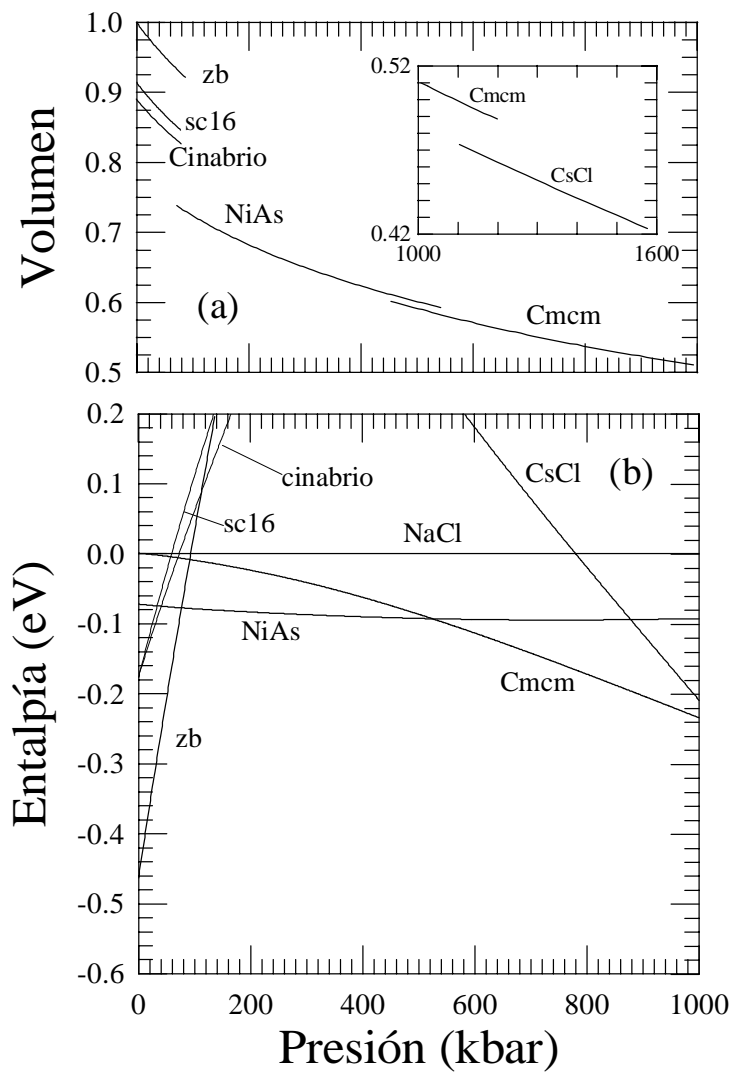 1.0
0.9
0.8
0.7
0.6
0.5
Volumen
zb
sc16
Cinabrio
NiAs
(a)
Cmcm
0.52
0.42
Cmcm
CsCl
1000
1600
0.2
0.1
0.0
-0.1
-0.2
-0.3
-0.4
-0.5
-0.6
Entalpía (eV)
cinabrio
sc16
CsCl
(b)
NaCl
NiAs
Cmcm
zb
0
200
400
600
800
1000
Presión (kbar)